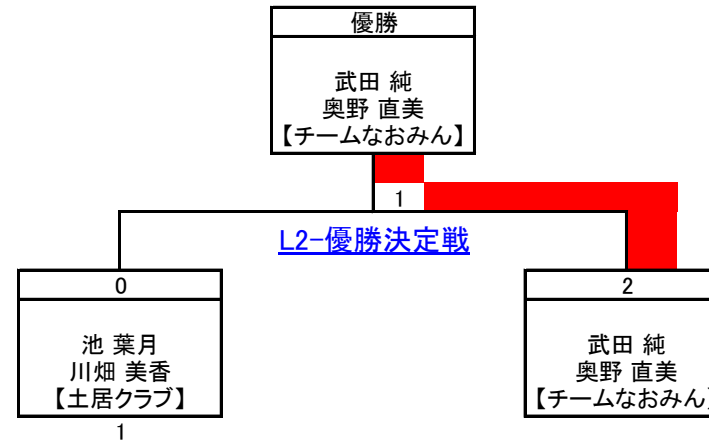 優勝
武田 純
奥野 直美
【チームなおみん】
1
L2-優勝決定戦
0
池 葉月
川畑 美香
【土居クラブ】
1
2
武田 純
奥野 直美
【チームなおみん】